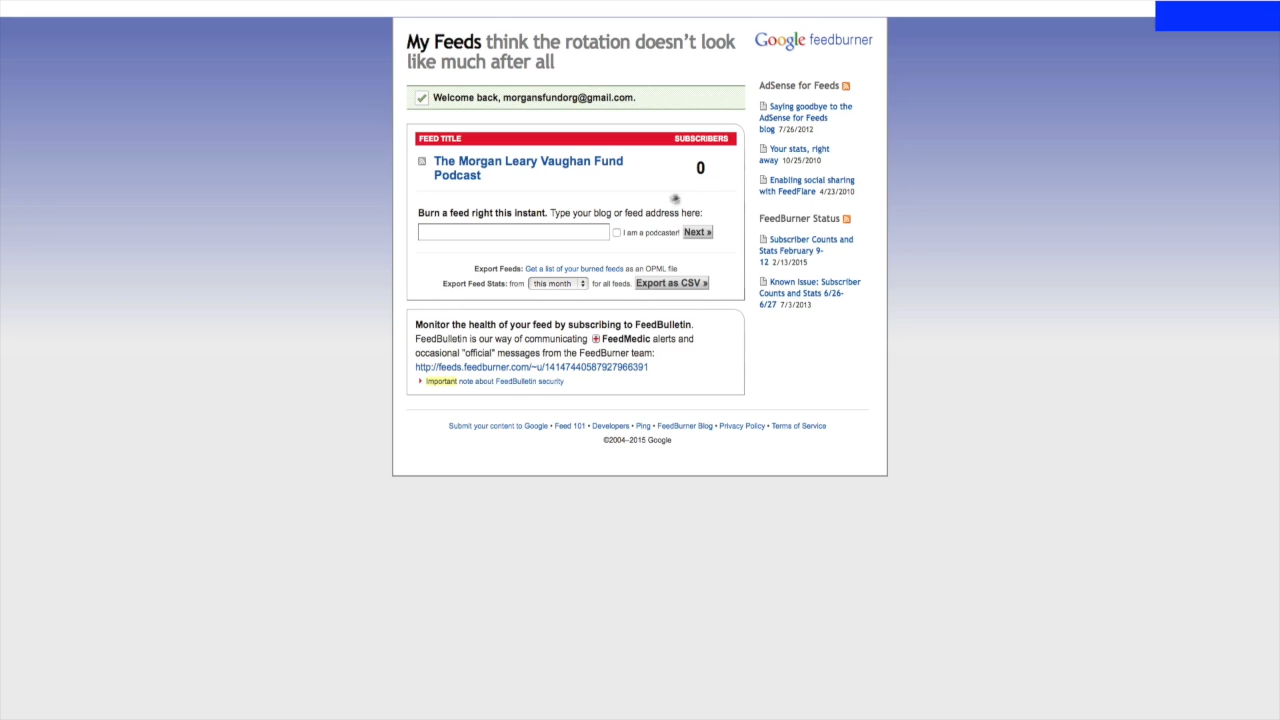 My Feeds think the rotation doesn't look
like much after all
Google feedburner
Welcome back, morgansfundorg@gmail.com.
FEED TITLE SUBSCRIBERS
The Morgan Leary Vaughan Fund
Podcast
0
Burn a feed right this instant. Type your blog or feed address here:
I am a podcaster! Next »
Export Feeds: Get a list of your burned feeds as an OPML file
Export Feed Stats: from this month for all feeds. Export as CSV »
Monitor the health of your feed by subscribing to FeedBulletin.
FeedBulletin is our way of communicating FeedMedic alerts and
occasional "official" messages from the FeedBurner team:
http://feeds.feedburner.com/~u/14147440587927966391
Important note about FeedBulletin security
AdSense for Feeds
Saying goodbye to the
AdSense for Feeds
blog 7/26/2012
Your stats, right
away 10/25/2010
Enabling social sharing
with FeedFlare 4/23/2010
FeedBurner Status
Subscriber Counts and
Stats February 9-
12 2/13/2015
Known Issue: Subscriber
Counts and Stats 6/26-
6/27 7/3/2013
Submit your content to Google • Feed 101 • Developers • Ping • FeedBurner Blog • Privacy Policy • Terms of Service
©2004–2015 Google